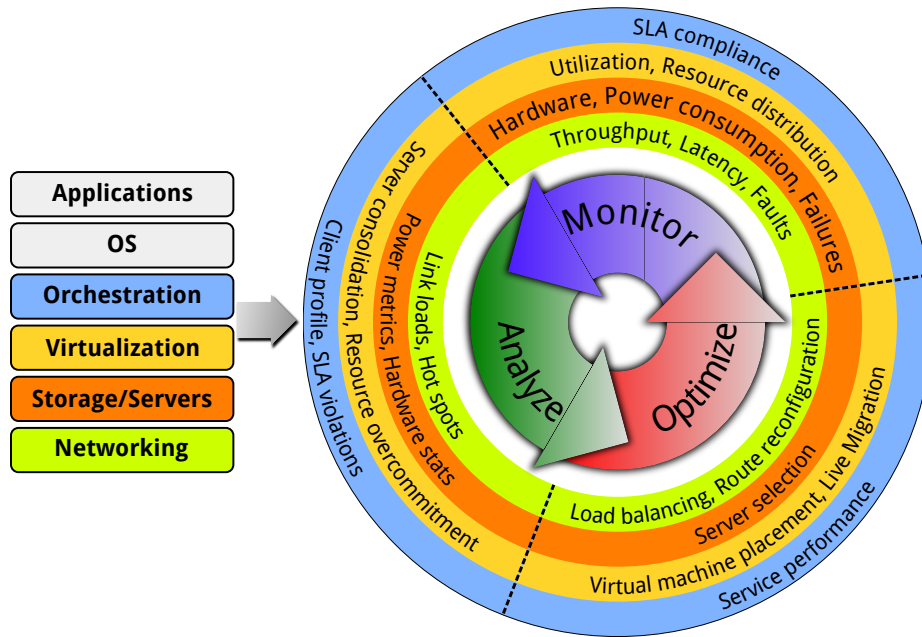 Applications
OS
Orchestration
Virtualization
Storage/Servers
Networking
SLA compliance
Utilization, Resource distribution
Hardware, Power consumption, Failures
Throughput, Latency, Faults
Monitor
Client profile, SLA violations
Server consolidation, Resource overcommitment
Power metrics, Hardware stats
Link loads, Hot spots
Analyze
Optimize
Load balancing, Route reconfiguration
Server selection
Virtual machine placement, Live Migration
Service performance